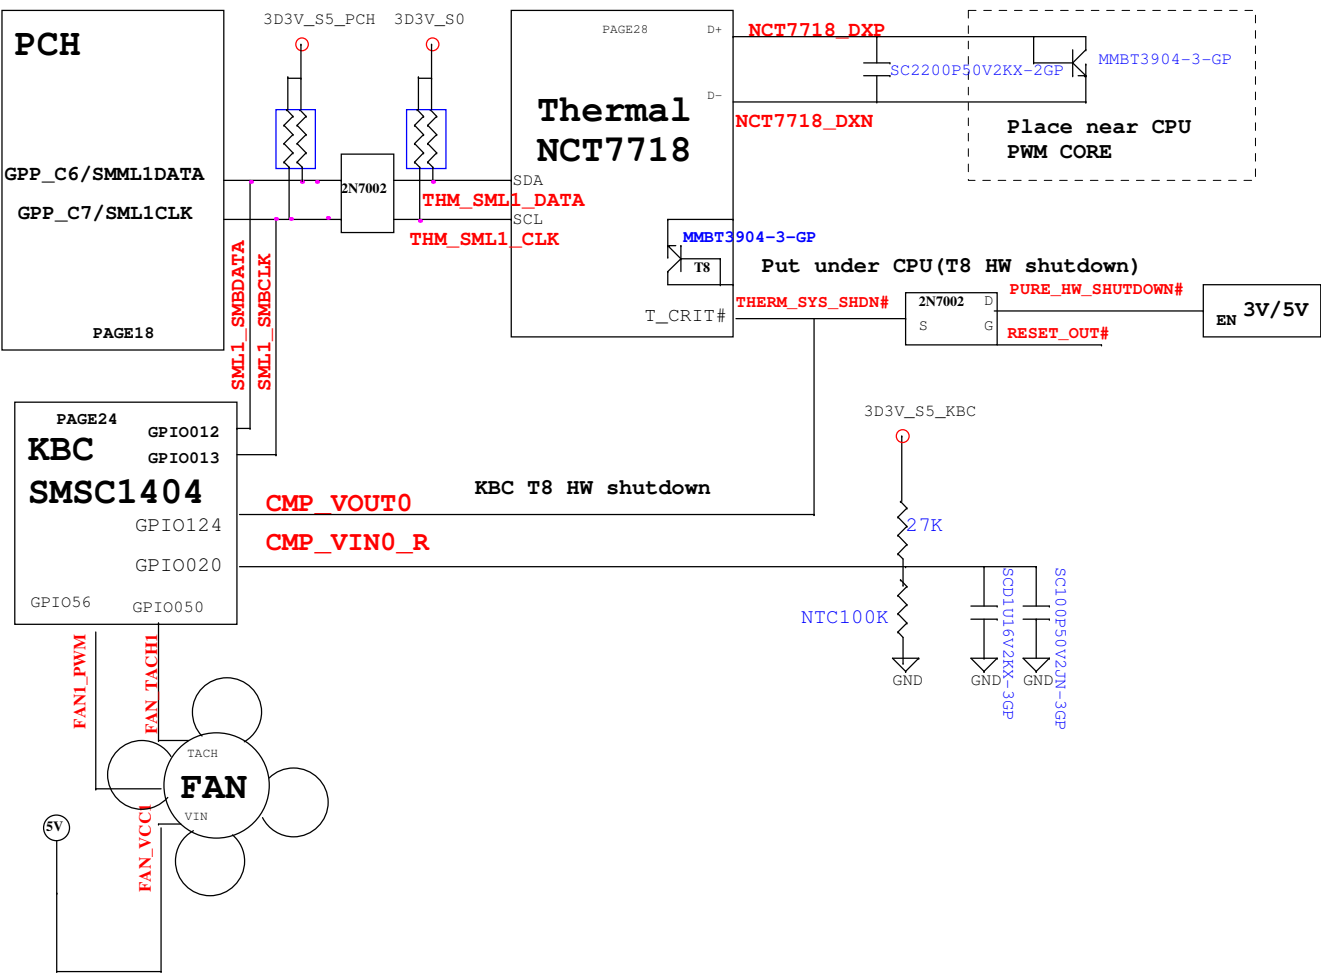 3D3V_S5_PCH
3D3V_S0
PCH
GPP_C6/SMML1DATA
GPP_C7/SML1CLK
PAGE18
2N7002
PAGE28
D+
D-
Thermal
NCT7718
SDA
SCL
THM_SML1_DATA
THM_SML1_CLK
NCT7718_DXP
NCT7718_DXN
SC2200P50V2KX-2GP
MMBT3904-3-GP
Place near CPU
PWM CORE
MMBT3904-3-GP
T8
Put under CPU(T8 HW shutdown)
T_CRIT#
THERM_SYS_SHDN#
2N7002
D
S
G
PURE_HW_SHUTDOWN#
RESET_OUT#
EN 3V/5V
SML1_SMBDATA
SML1_SMBCLK
PAGE24
KBC
SMSC1404
GPIO012
GPIO013
GPIO124
GPIO020
GPIO56
GPIO050
CMP_VOUT0
CMP_VIN0_R
KBC T8 HW shutdown
3D3V_S5_KBC
27K
NTC100K
GND
GND
GND
SCD1U16V2KX-3GP
SC100P50V2JN-3GP
FAN1_PWM
FAN_TACH1
TACH
FAN
VIN
FAN_VCC1
5V